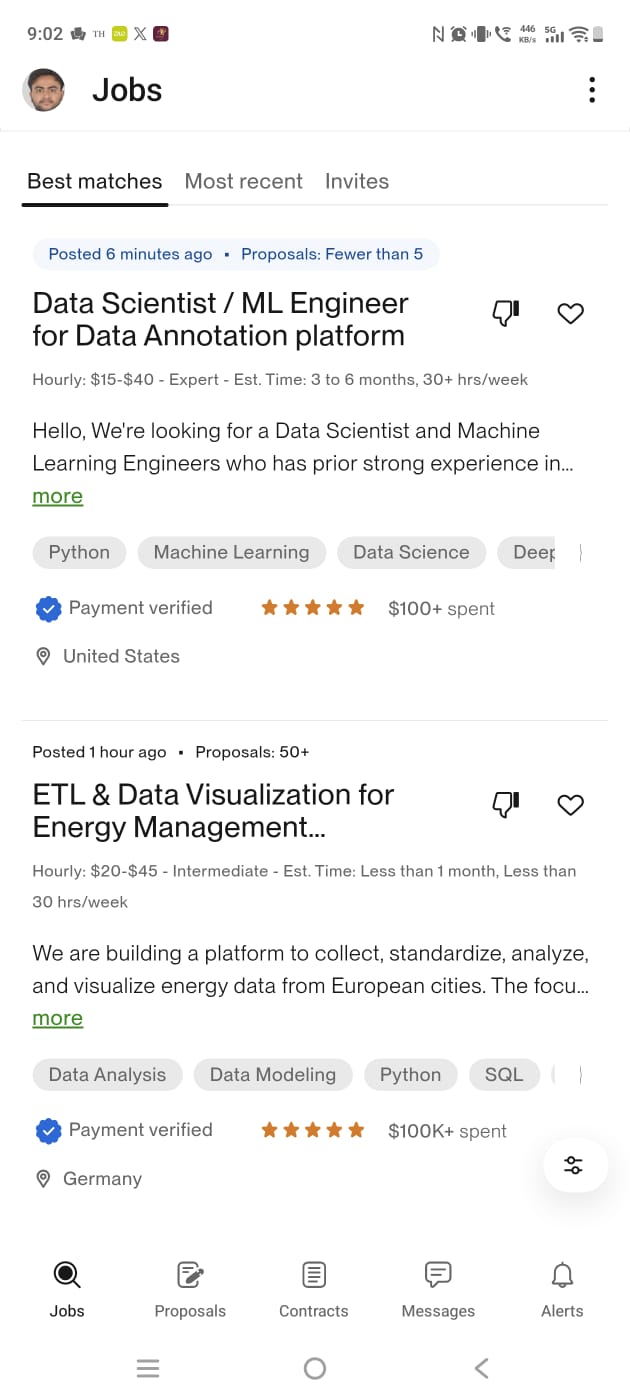 9:02 TH 446 KB/s 5G
Jobs
Best matches Most recent Invites
Posted 6 minutes ago • Proposals: Fewer than 5
Data Scientist / ML Engineer
for Data Annotation platform
Hourly: $15-$40 - Expert - Est. Time: 3 to 6 months, 30+ hrs/week
Hello, We're looking for a Data Scientist and Machine
Learning Engineers who has prior strong experience in...
more
Python Machine Learning Data Science Deep
Payment verified $100+ spent
United States
Posted 1 hour ago • Proposals: 50+
ETL & Data Visualization for
Energy Management...
Hourly: $20-$45 - Intermediate - Est. Time: Less than 1 month, Less than
30 hrs/week
We are building a platform to collect, standardize, analyze,
and visualize energy data from European cities. The focu...
more
Data Analysis Data Modeling Python SQL
Payment verified $100K+ spent
Germany
Jobs Proposals Contracts Messages Alerts